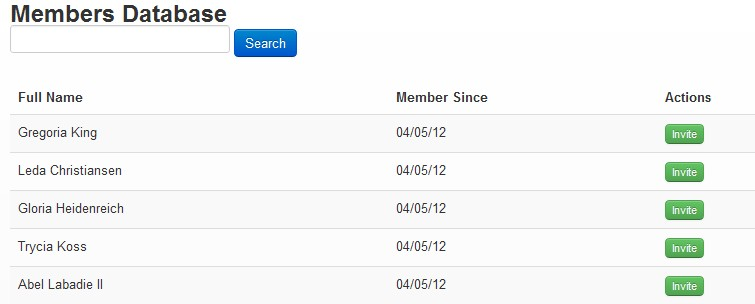 Members Database
Search
Full Name Member Since Actions
Gregoria King 04/05/12 Invite
Leda Christiansen 04/05/12 Invite
Gloria Heidenreich 04/05/12 Invite
Trycia Koss 04/05/12 Invite
Abel Labadie II 04/05/12 Invite